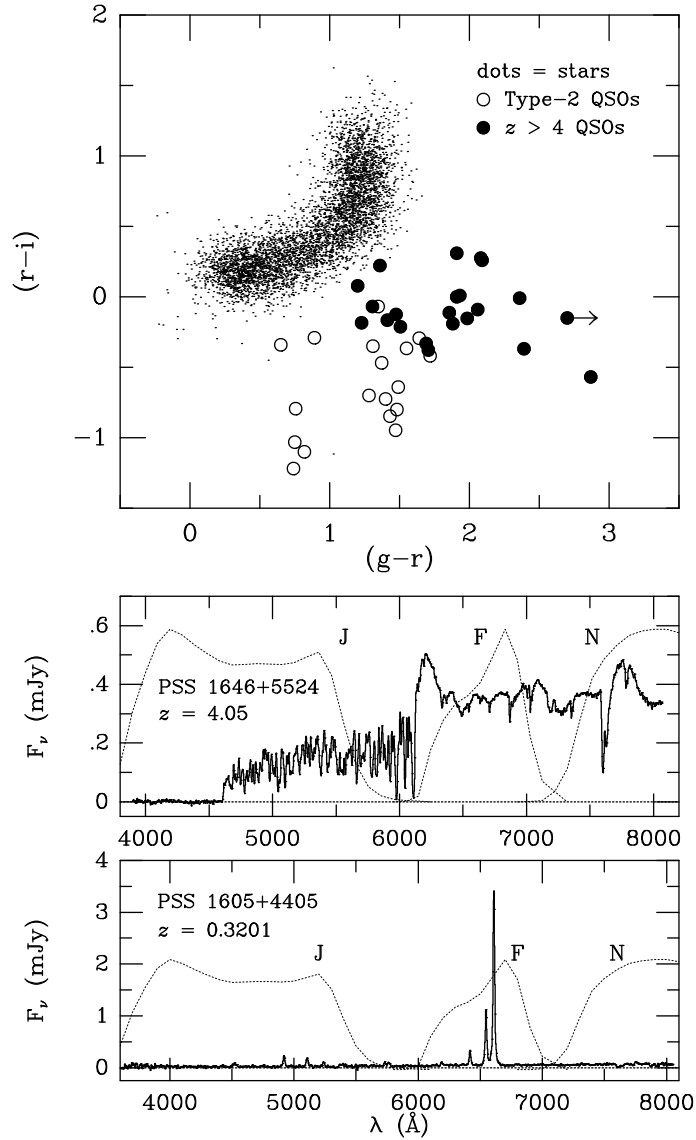 2
dots = stars
Type−2 QSOs
z > 4 QSOs
1
(r−i)
0
−1
0 1 2 3
(g−r)
.6
J F N
PSS 1646+5524
z = 4.05
.4
F_ν (mJy)
.2
0
4000 5000 6000 7000 8000
4
PSS 1605+4405
z = 0.3201
3
J F N
F_ν (mJy)
2
1
0
4000 5000 6000 7000 8000
λ (Å)